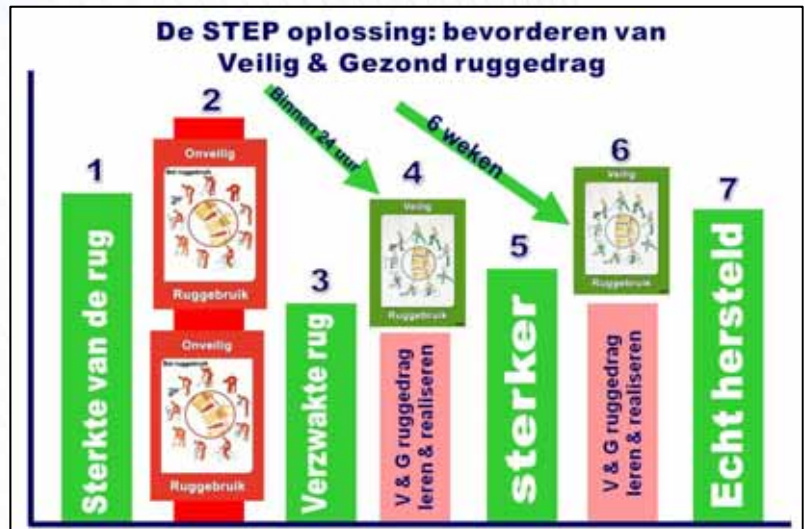 De STEP oplossing: bevorderen van
Veilig & Gezond ruggedrag
1
Sterkte van de rug
2
Onveilig
Ruggebruik
Onveilig
Ruggebruik
3
Verzwakte rug
Binnen 24 uur
4
Veilig
Ruggebruik
V & G ruggedrag
leren & realiseren
5
sterker
6 weken
6
Veilig
Ruggebruik
V & G ruggedrag
leren & realiseren
7
Echt hersteld